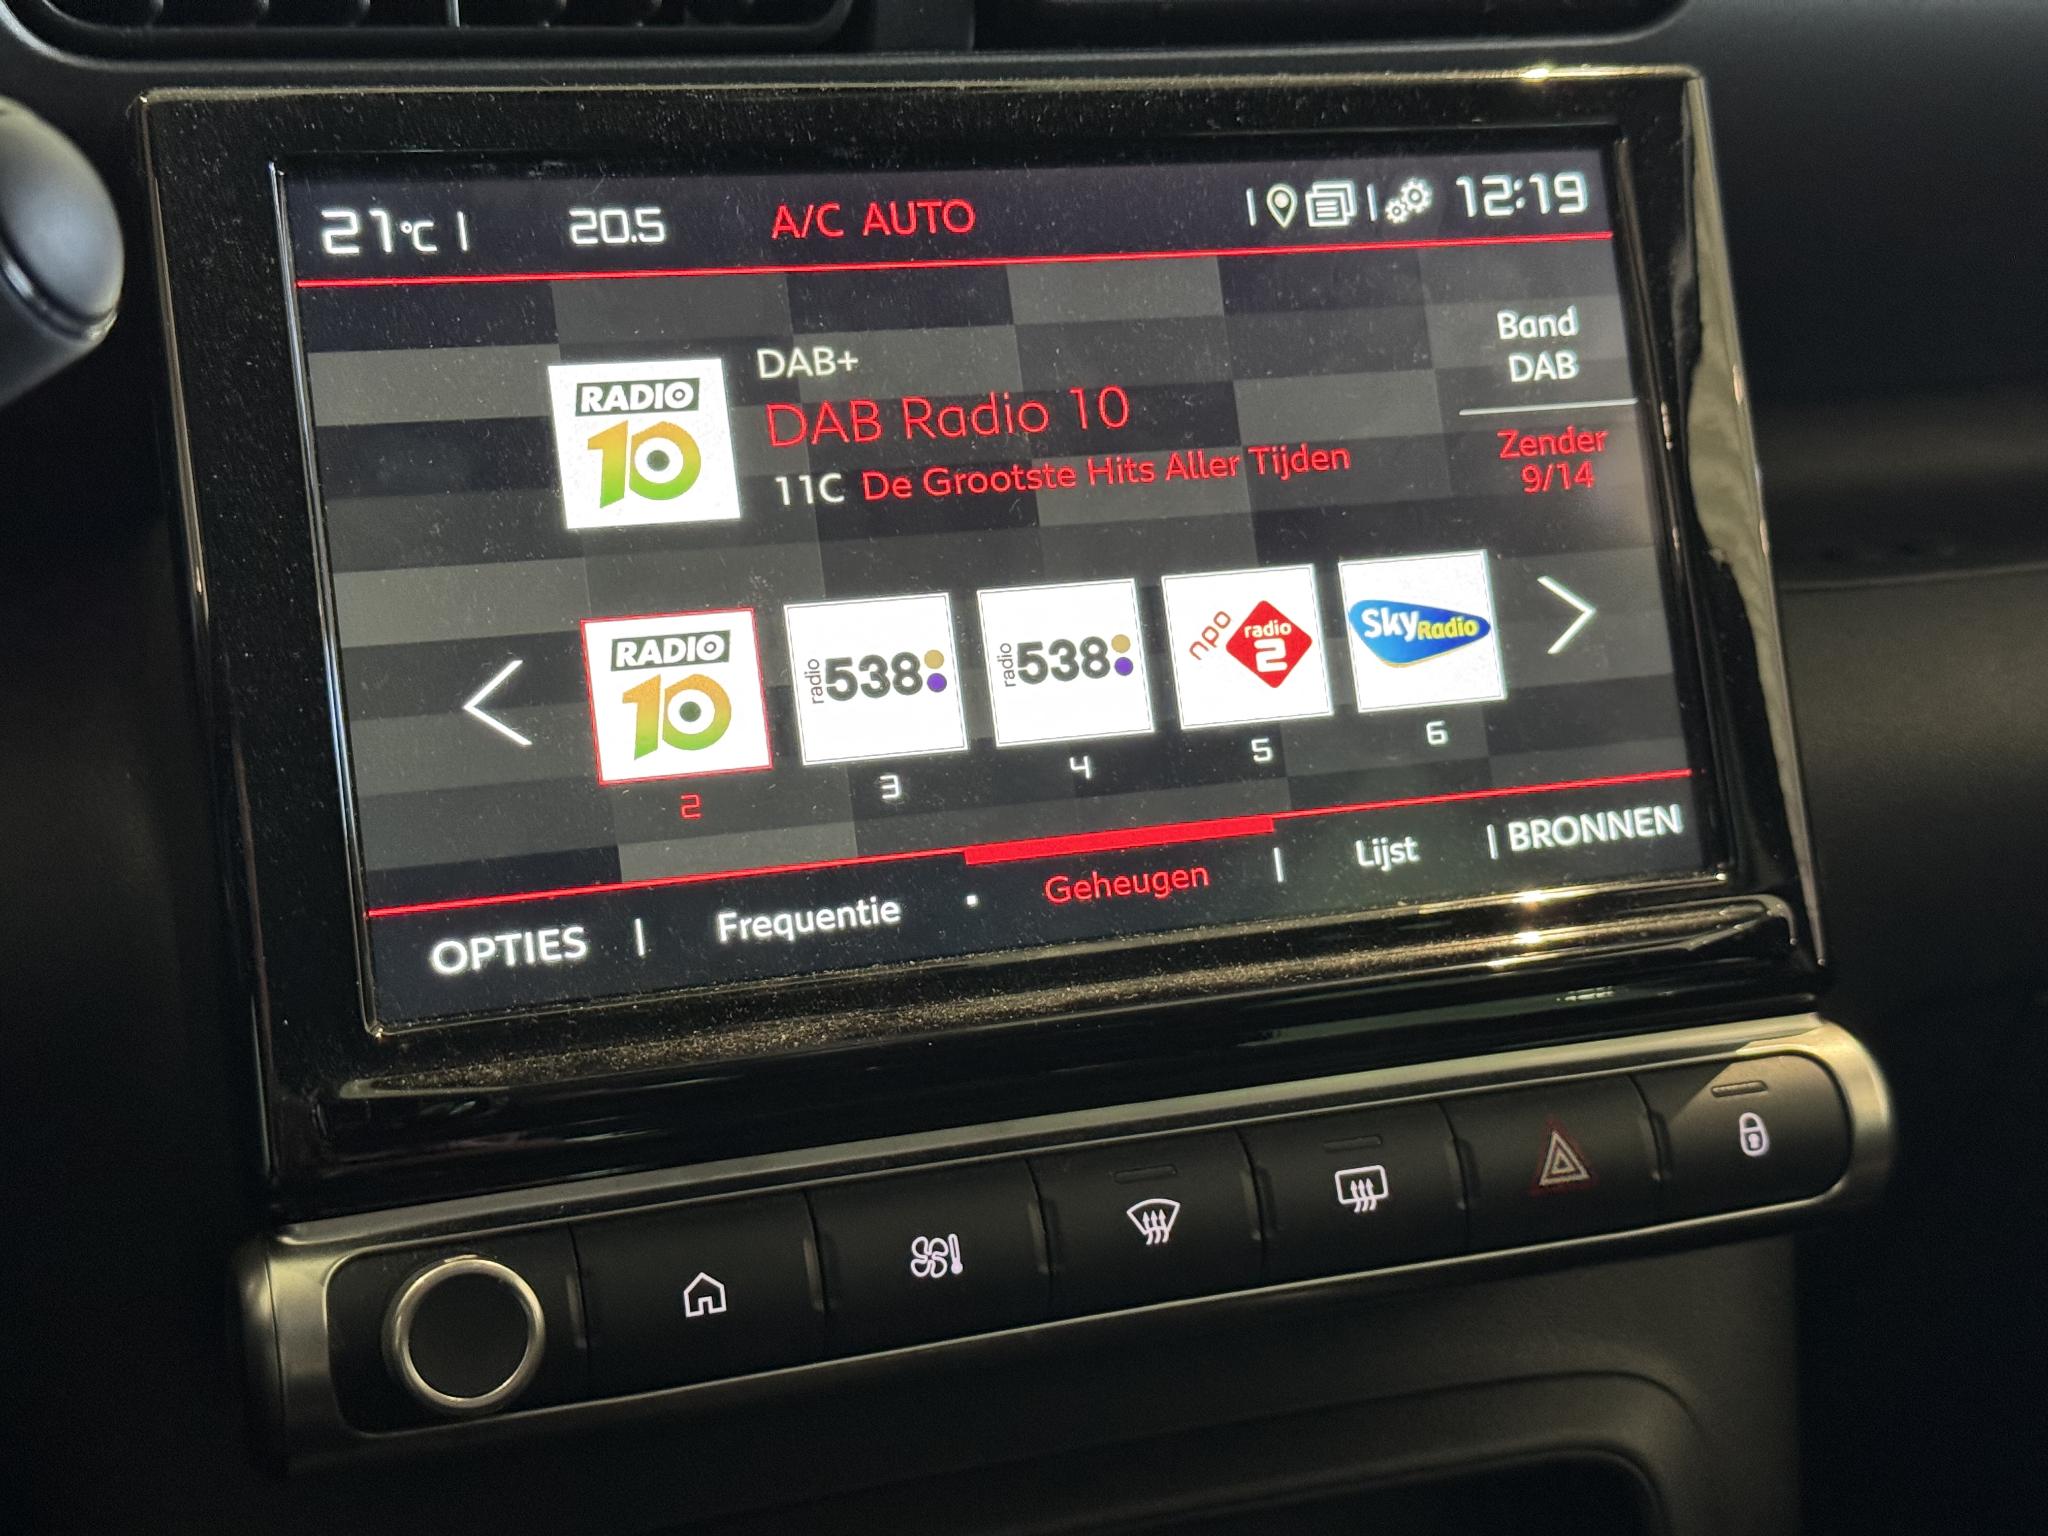 21°C | 20.5 A/C AUTO 12:19
Band
DAB
DAB+
RADIO
10
DAB Radio 10
11C De Grootste Hits Aller Tijden
Zender
9/14
RADIO
10
radio 538
radio 538
npo radio 2
Sky Radio
2 3 4 5 6
OPTIES | Frequentie · Geheugen | Lijst | BRONNEN